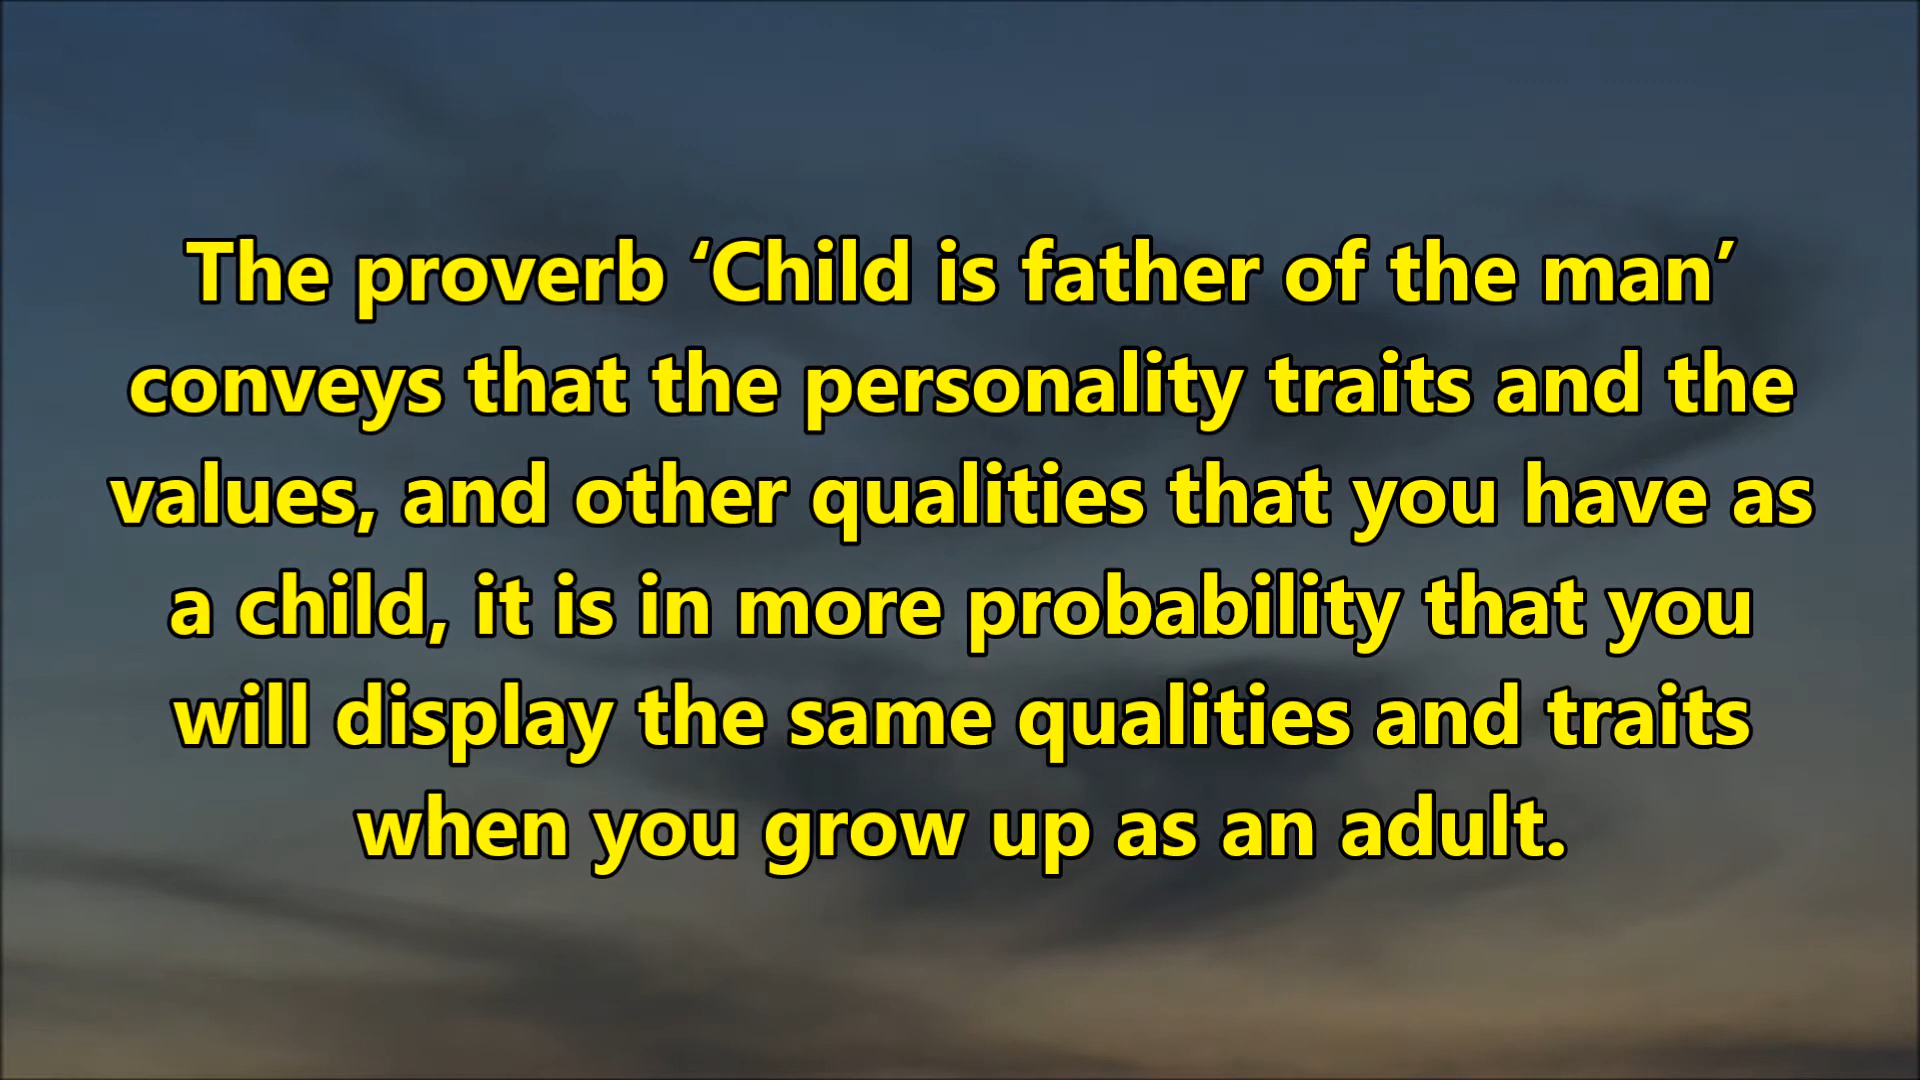 The proverb ‘Child is father of the man’
conveys that the personality traits and the
values, and other qualities that you have as
a child, it is in more probability that you
will display the same qualities and traits
when you grow up as an adult.